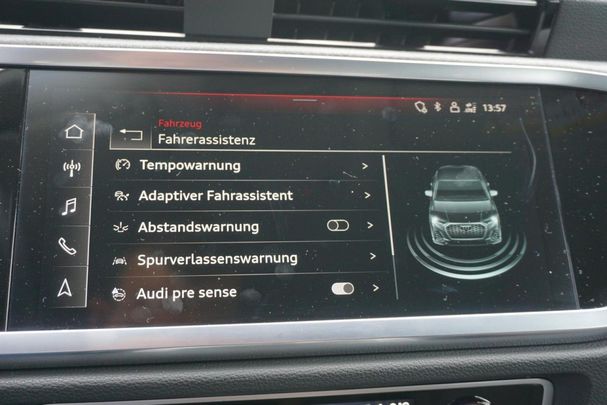 13:57
Fahrzeug
Fahrerassistenz
Tempowarnung
Adaptiver Fahrassistent
Abstandswarnung
Spurverlassenswarnung
Audi pre sense